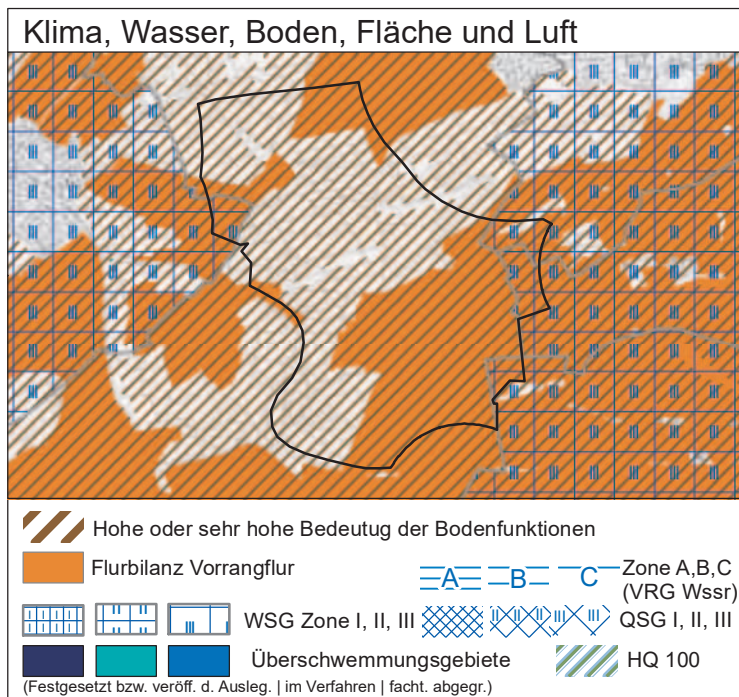 Klima, Wasser, Boden, Fläche und Luft
Hohe oder sehr hohe Bedeutug der Bodenfunktionen
Flurbilanz Vorrangflur
A B C Zone A,B,C
(VRG Wssr)
WSG Zone I, II, III
QSG I, II, III
Überschwemmungsgebiete
HQ 100
(Festgesetzt bzw. veröff. d. Ausleg. | im Verfahren | facht. abgegr.)